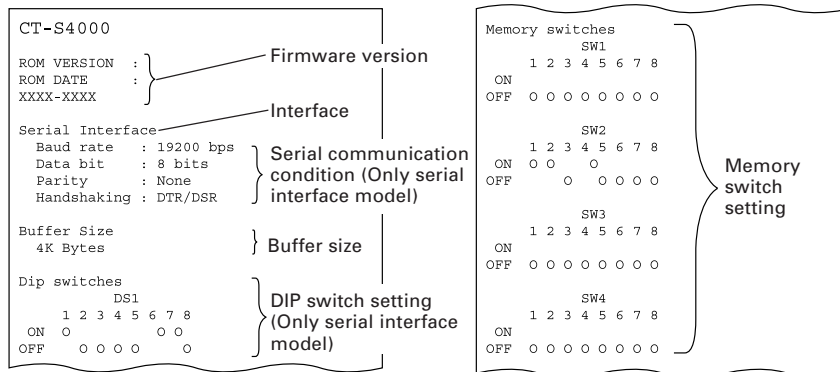 CT-S4000
ROM VERSION :
ROM DATE :
XXXX-XXXX
Firmware version
Interface
Serial Interface
Baud rate : 19200 bps
Data bit : 8 bits
Parity : None
Handshaking : DTR/DSR
Serial communication
condition (Only serial
interface model)
Buffer Size
4K Bytes
Buffer size
Dip switches
DS1
1 2 3 4 5 6 7 8
ON O O O
OFF O O O O O
DIP switch setting
(Only serial interface
model)
Memory switches
SW1
1 2 3 4 5 6 7 8
ON
OFF O O O O O O O O
SW2
1 2 3 4 5 6 7 8
ON O O O
OFF O O O O O
SW3
1 2 3 4 5 6 7 8
ON
OFF O O O O O O O O
SW4
1 2 3 4 5 6 7 8
ON
OFF O O O O O O O O
Memory
switch
setting